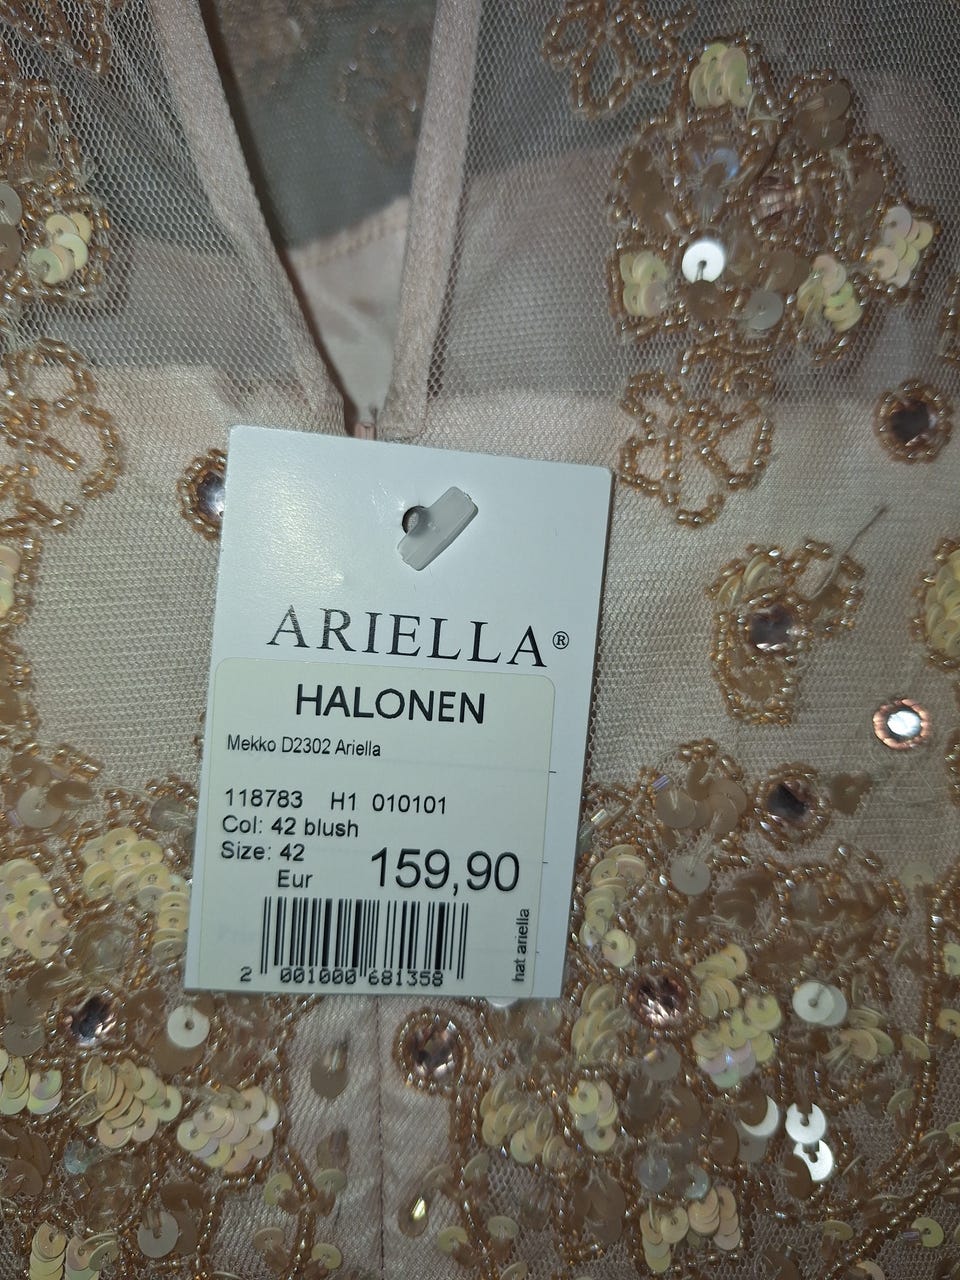 ARIELLA®
HALONEN
Mekko D2302 Ariella
118783 H1 010101
Col: 42 blush
Size: 42
Eur 159,90
2 001000 681358
hat ariella